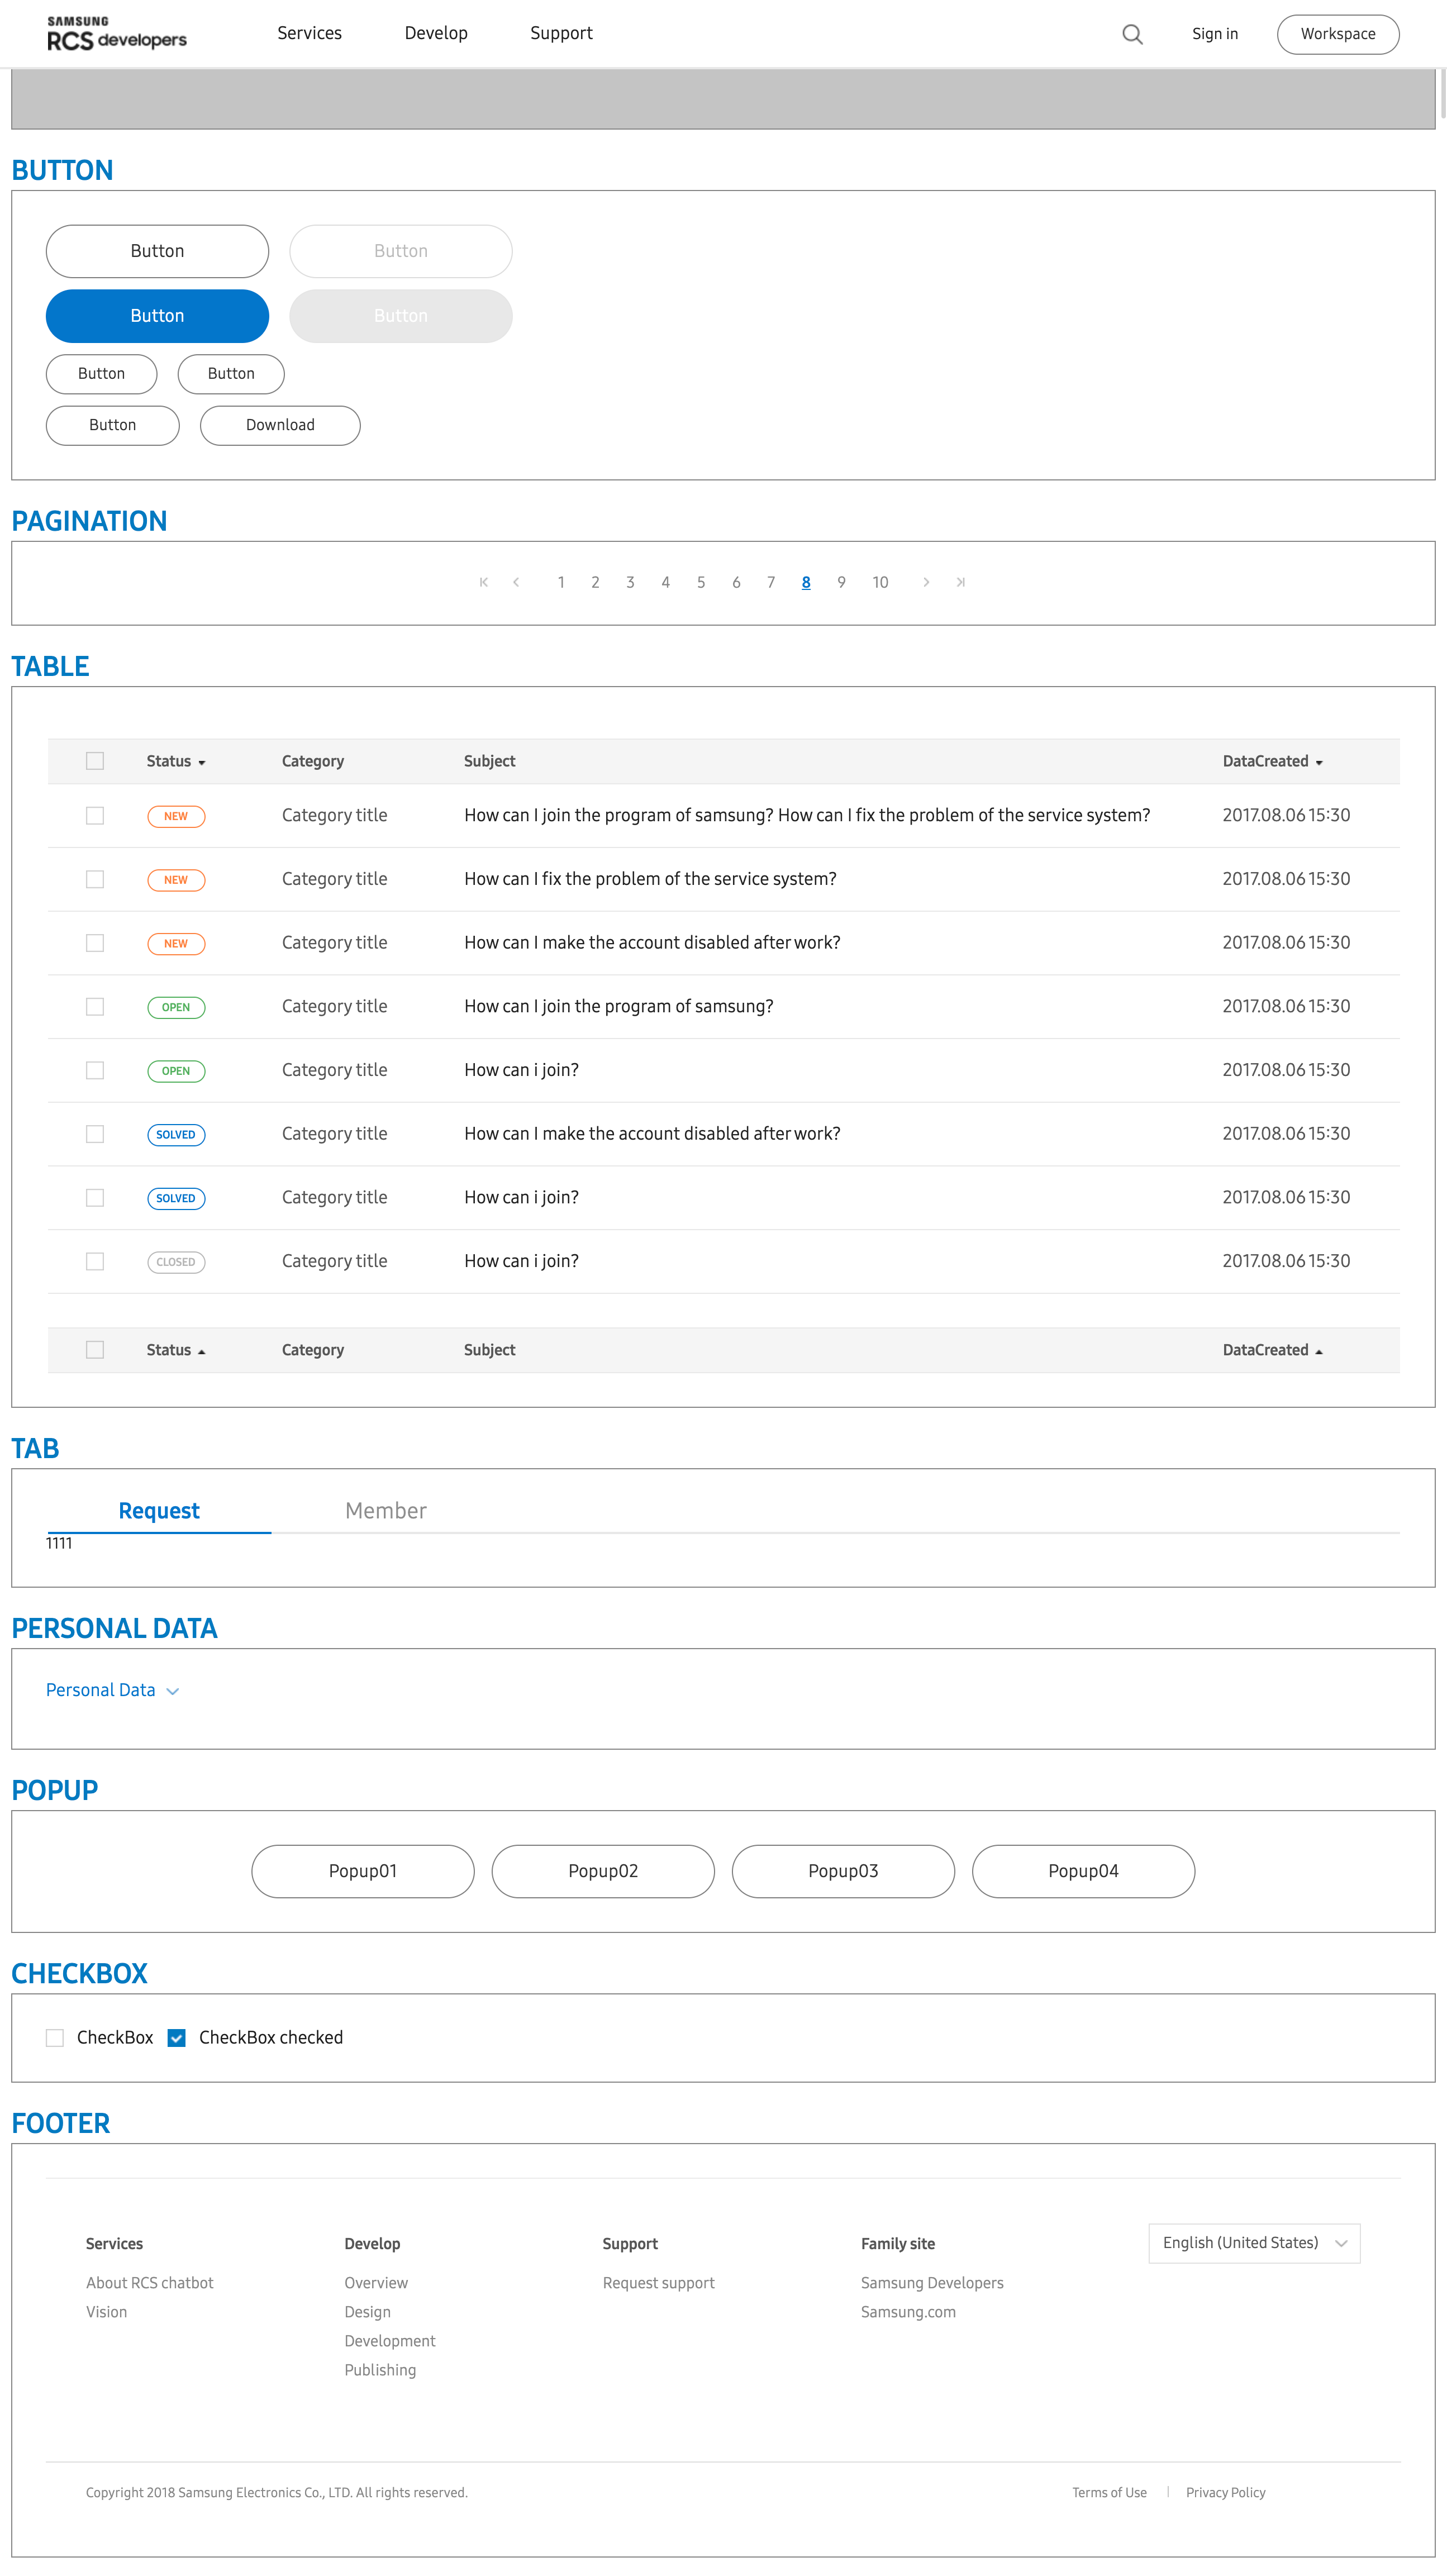 SAMSUNG
RCS developers
Services Develop Support Sign in Workspace
BUTTON
Button Button
Button Button
Button Button
Button Download
PAGINATION
1 2 3 4 5 6 7 8 9 10
TABLE
Status Category Subject DataCreated
NEW Category title How can I join the program of samsung? How can I fix the problem of the service system? 2017.08.06 15:30
NEW Category title How can I fix the problem of the service system? 2017.08.06 15:30
NEW Category title How can I make the account disabled after work? 2017.08.06 15:30
OPEN Category title How can I join the program of samsung? 2017.08.06 15:30
OPEN Category title How can i join? 2017.08.06 15:30
SOLVED Category title How can I make the account disabled after work? 2017.08.06 15:30
SOLVED Category title How can i join? 2017.08.06 15:30
CLOSED Category title How can i join? 2017.08.06 15:30
Status Category Subject DataCreated
TAB
Request Member
1111
PERSONAL DATA
Personal Data
POPUP
Popup01 Popup02 Popup03 Popup04
CHECKBOX
CheckBox CheckBox checked
FOOTER
Services Develop Support Family site English (United States)
About RCS chatbot Overview Request support Samsung Developers
Vision Design Samsung.com
Development
Publishing
Copyright 2018 Samsung Electronics Co., LTD. All rights reserved. Terms of Use Privacy Policy